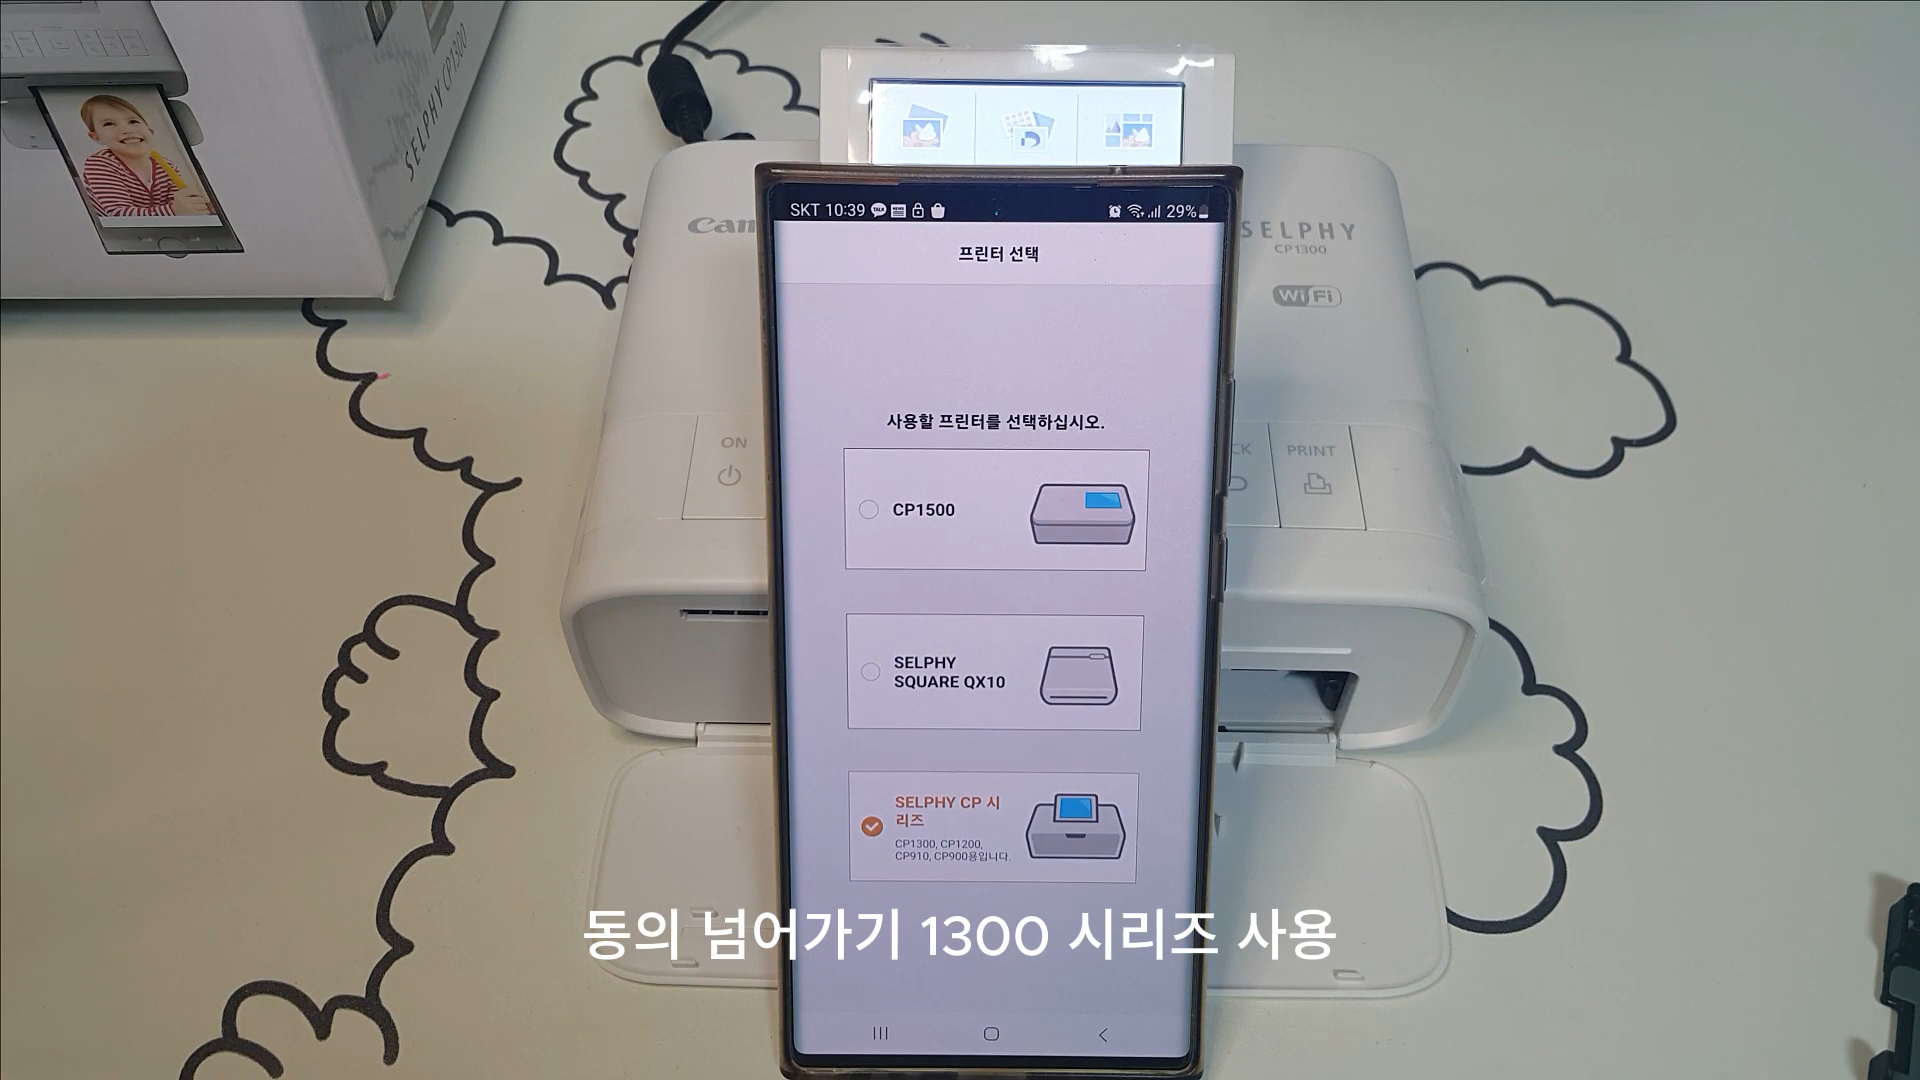 SELPHY CP1300
SKT 10:39
29%
SELPHY
CP1300
Wi Fi
프린터 선택
사용할 프린터를 선택하십시오.
ON
PRINT
CP1500
SELPHY
SQUARE QX10
SELPHY CP 시
리즈
CP1300, CP1200,
CP910, CP900용입니다.
동의 넘어가기 1300 시리즈 사용